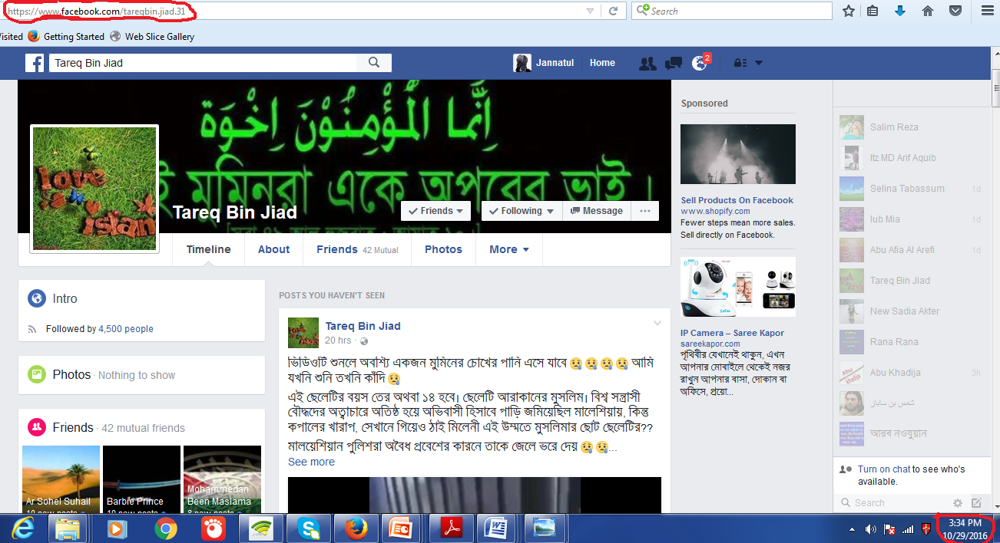 https://www.facebook.com/tareqbin.jiad.31
Search
isited
Getting Started
Web Slice Gallery
Tareq Bin Jiad
Jannatul
Home
2
إِنَّمَا الْمُؤْمِنُوْنَ اِخْوَة
মুমিনরা একে অপরের ভাই।
love
is
islam
Tareq Bin Jiad
Friends
Following
Message
Timeline
About
Friends 42 Mutual
Photos
More
Intro
Followed by 4,500 people
Photos · Nothing to show
Friends · 42 mutual friends
Ar Sohel Suhail
10 new posts
Barbie Prince
10 new posts
Mohammedan
Been Maslama
8 new posts
POSTS YOU HAVEN'T SEEN
Tareq Bin Jiad
20 hrs ·
ভিডিওটি শুনলে অবশ্যি একজন মুমিনের চোখের পানি এসে যাবে 😢😢😢😢 আমি
যখনি শুনি তখনি কাঁদি 😢
এই ছেলেটির বয়স তের অথবা ১৪ হবে। ছেলেটি আরাকানের মুসলিম। বিশ্ব সন্ত্রাসী
বৌদ্দদের অত্বাচারে অতিষ্ঠ হয়ে অভিবাসী হিসাবে পাড়ি জমিয়েছিল মালেশিয়ায়, কিন্ত
কপালের খারাপ, সেখানে গিয়েও ঠাই মিলেনী এই উম্মতে মুসলিমার ছোট ছেলেটির??
মালয়েশিয়ান পুলিশরা অবৈধ প্রবেশের কারনে তাকে জেলে ভরে দেয় 😢😢...
See more
Sponsored
Sell Products On Facebook
www.shopify.com
Fewer steps mean more sales.
Sell directly on Facebook.
IP Camera – Saree Kapor
sareekapor.com
পৃথিবীর যেখানেই থাকুন, এখন
আপনার মোবাইলে থেকেই নজর
রাখুন আপনার বাসা, দোকান বা
অফিসে, প্রয়ো...
Salim Reza
Itz MD Arif Aquib
Selina Tabassum 1d
Iub Mia 1d
Abu Afia Al Arefi 1d
Tareq Bin Jiad
New Sadia Akter
Rana Rana
Abu Khadija 3h
Abu
khadija
شمس بن ساباز
আরব নওযুয়ান
Turn on chat to see who's
available.
Search
3:34 PM
10/29/2016